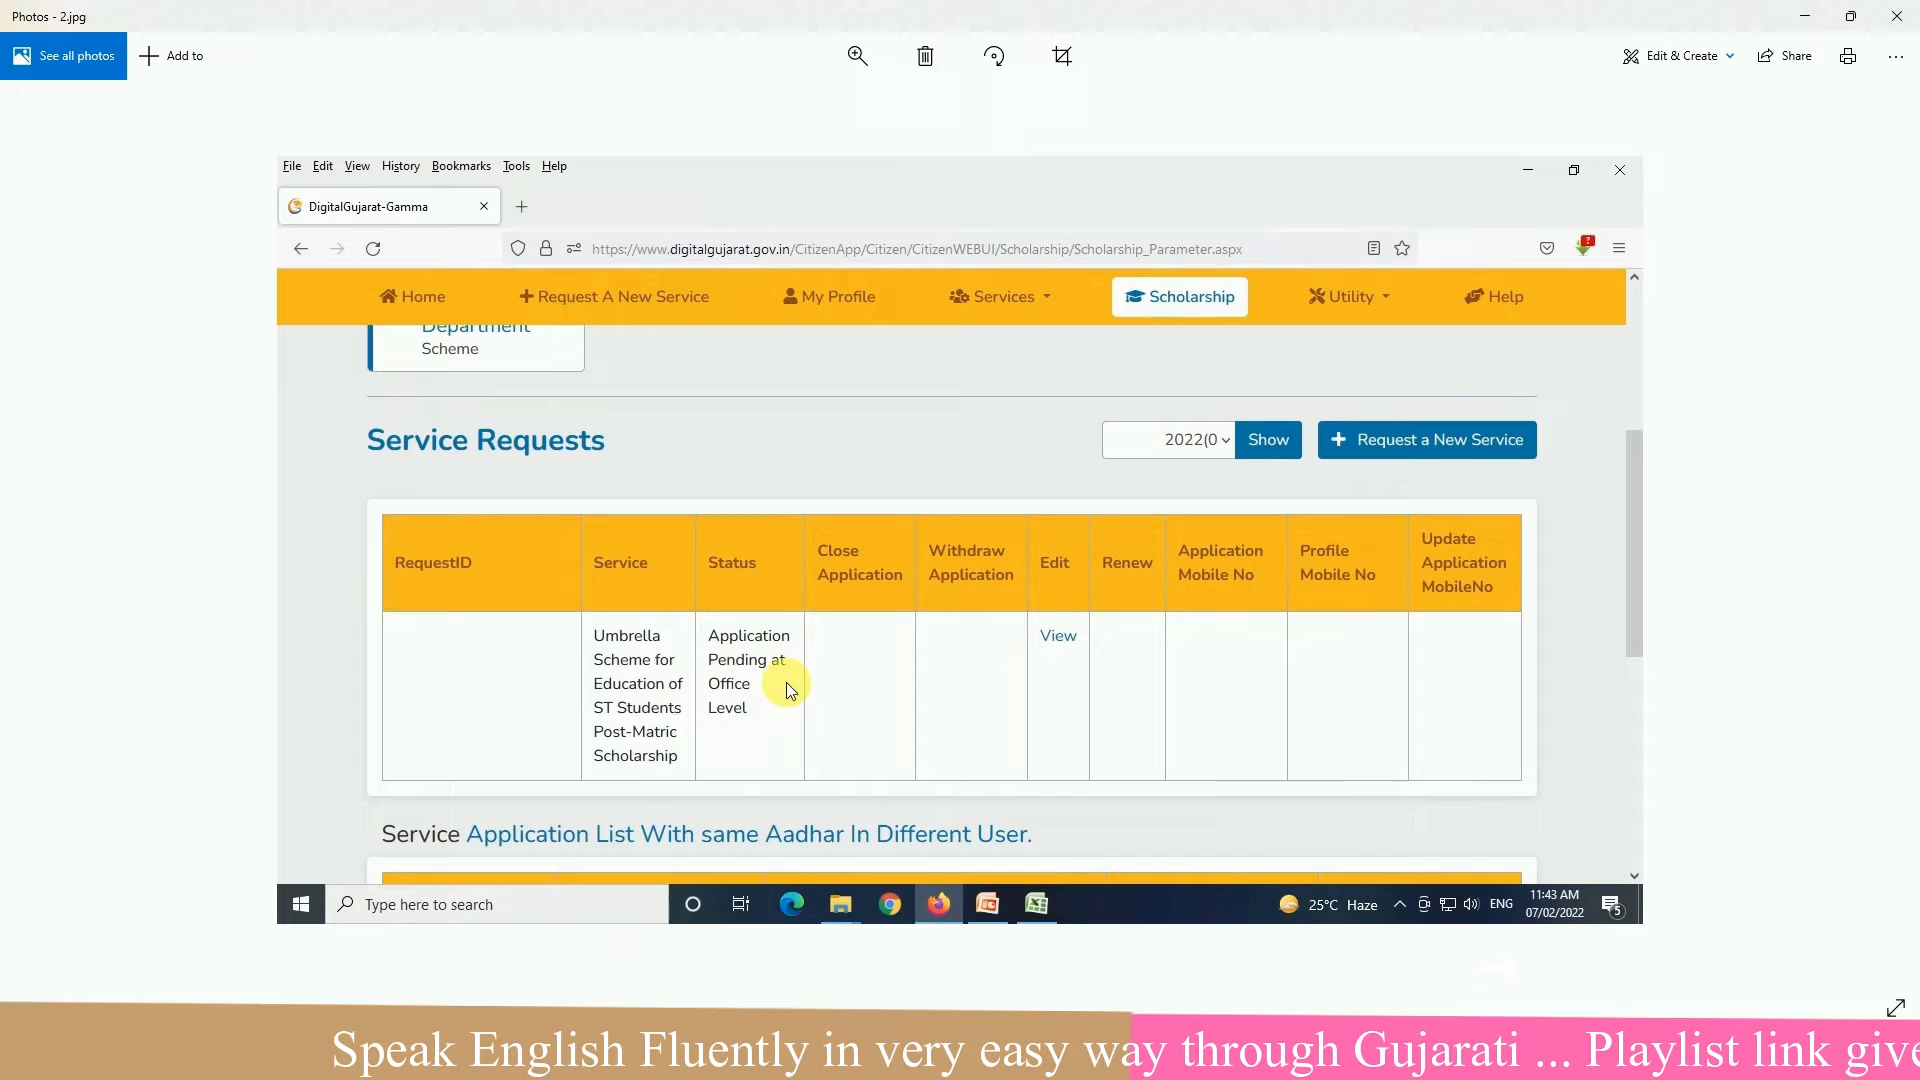 Photos - 2.jpg
See all photos
Add to
Edit & Create
Share
File Edit View History Bookmarks Tools Help
DigitalGujarat-Gamma
https://www.digitalgujarat.gov.in/CitizenApp/Citizen/CitizenWEBUI/Scholarship/Scholarship_Parameter.aspx
Home
Request A New Service
My Profile
Services
Scholarship
Utility
Help
Department
Scheme
Service Requests
2022(0
Show
Request a New Service
RequestID
Service
Status
Close
Application
Withdraw
Application
Edit
Renew
Application
Mobile No
Profile
Mobile No
Update
Application
MobileNo
Umbrella
Scheme for
Education of
ST Students
Post-Matric
Scholarship
Application
Pending at
Office
Level
View
Service Application List With same Aadhar In Different User.
Type here to search
25°C Haze
ENG
11:43 AM
07/02/2022
5
Speak English Fluently in very easy way through Gujarati ... Playlist link give